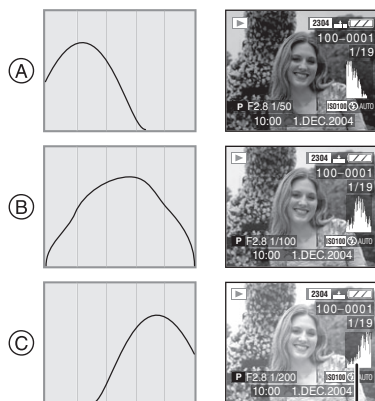 A
2304
100-0001
1/19
P F2.8 1/50 ISO100 AUTO
10:00 1.DEC.2004
B
2304
100-0001
1/19
P F2.8 1/100 ISO100 AUTO
10:00 1.DEC.2004
C
2304
100-0001
1/19
P F2.8 1/200 ISO100 AUTO
10:00 1.DEC.2004